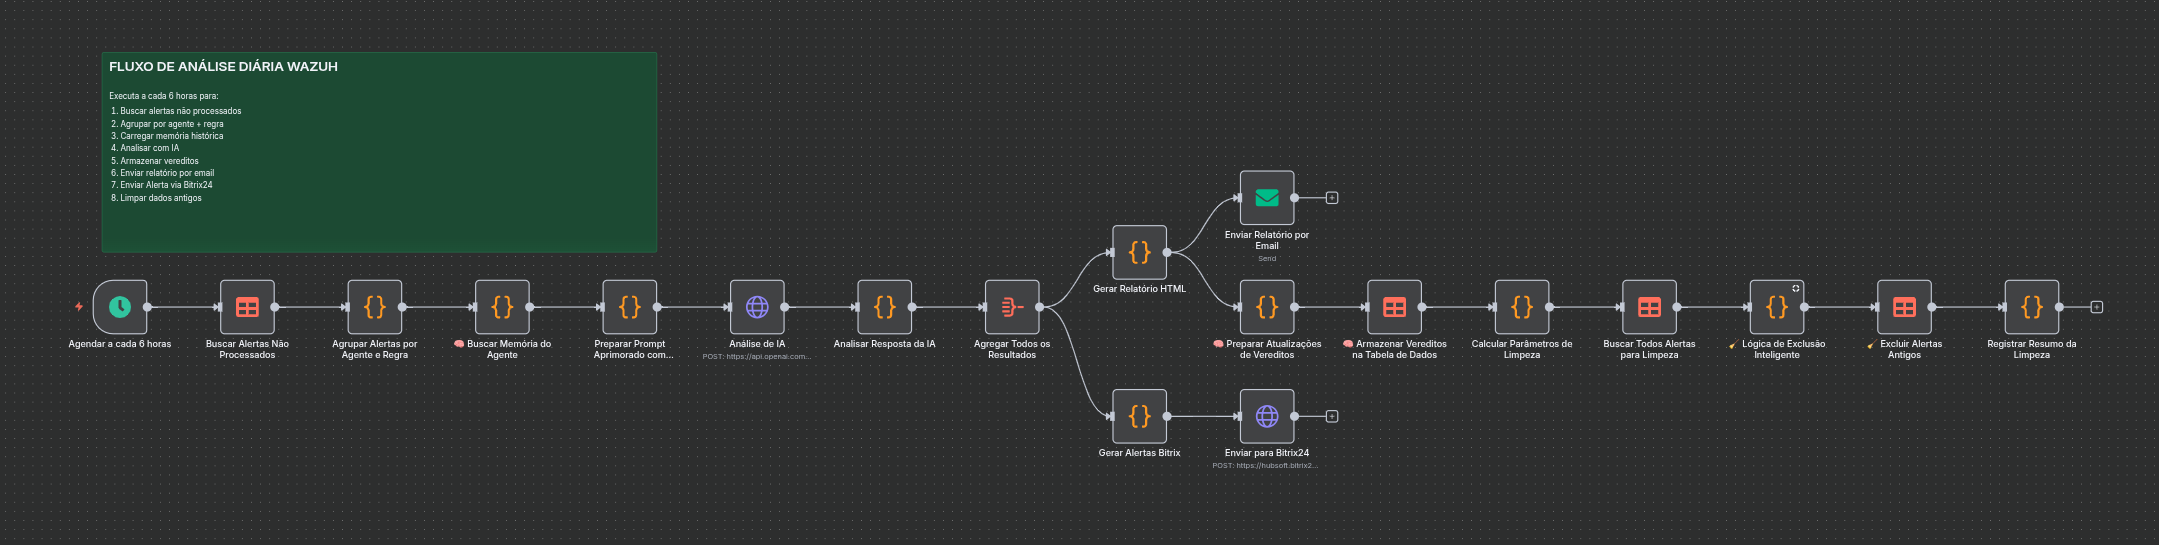 FLUXO DE ANÁLISE DIÁRIA WAZUH
Executa a cada 6 horas para:
1. Buscar alertas não processados
2. Agrupar por agente + regra
3. Carregar memória histórica
4. Analisar com IA
5. Armazenar vereditos
6. Enviar relatório por email
7. Enviar Alerta via Bitrix24
8. Limpar dados antigos
Agendar a cada 6 horas
Buscar Alertas Não
Processados
Agrupar Alertas por
Agente e Regra
🧠 Buscar Memória do
Agente
Preparar Prompt
Aprimorado com...
Análise de IA
POST: https://api.openai.com...
Analisar Resposta da IA
Agregar Todos os
Resultados
Gerar Relatório HTML
Enviar Relatório por
Email
Send
🧠 Preparar Atualizações
de Vereditos
🧠 Armazenar Vereditos
na Tabela de Dados
Calcular Parâmetros de
Limpeza
Buscar Todos Alertas
para Limpeza
🧹 Lógica de Exclusão
Inteligente
🧹 Excluir Alertas
Antigos
Registrar Resumo da
Limpeza
Gerar Alertas Bitrix
Enviar para Bitrix24
POST: https://hubsoft.bitrix2...